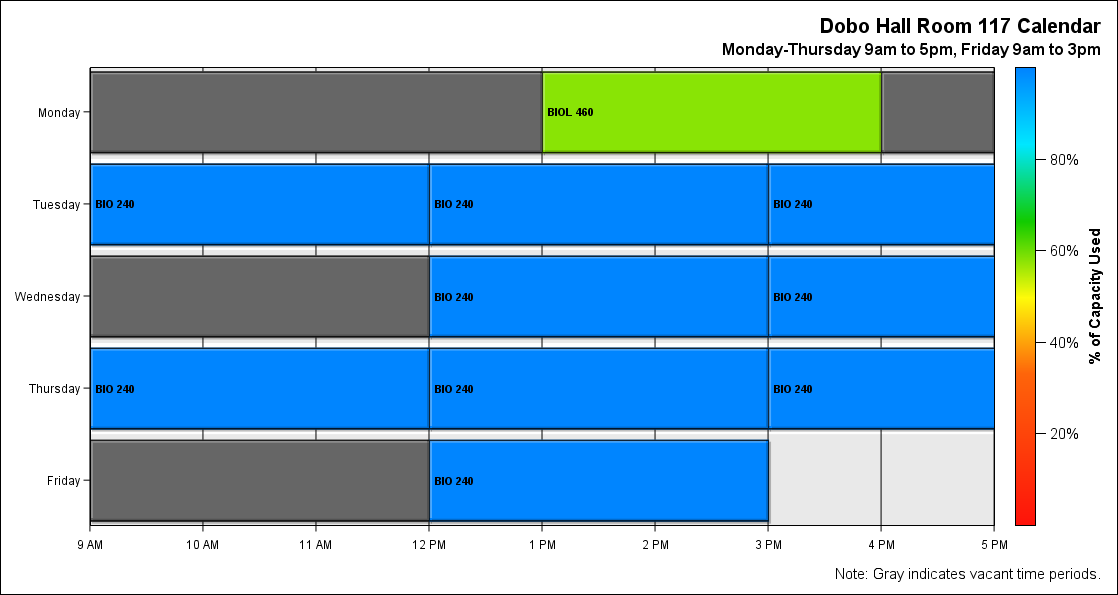 Dobo Hall Room 117 Calendar
Monday-Thursday 9am to 5pm, Friday 9am to 3pm
Monday
BIOL 460
Tuesday
BIO 240
BIO 240
BIO 240
Wednesday
BIO 240
BIO 240
Thursday
BIO 240
BIO 240
BIO 240
Friday
BIO 240
9 AM
10 AM
11 AM
12 PM
1 PM
2 PM
3 PM
4 PM
5 PM
80%
60%
40%
20%
% of Capacity Used
Note: Gray indicates vacant time periods.